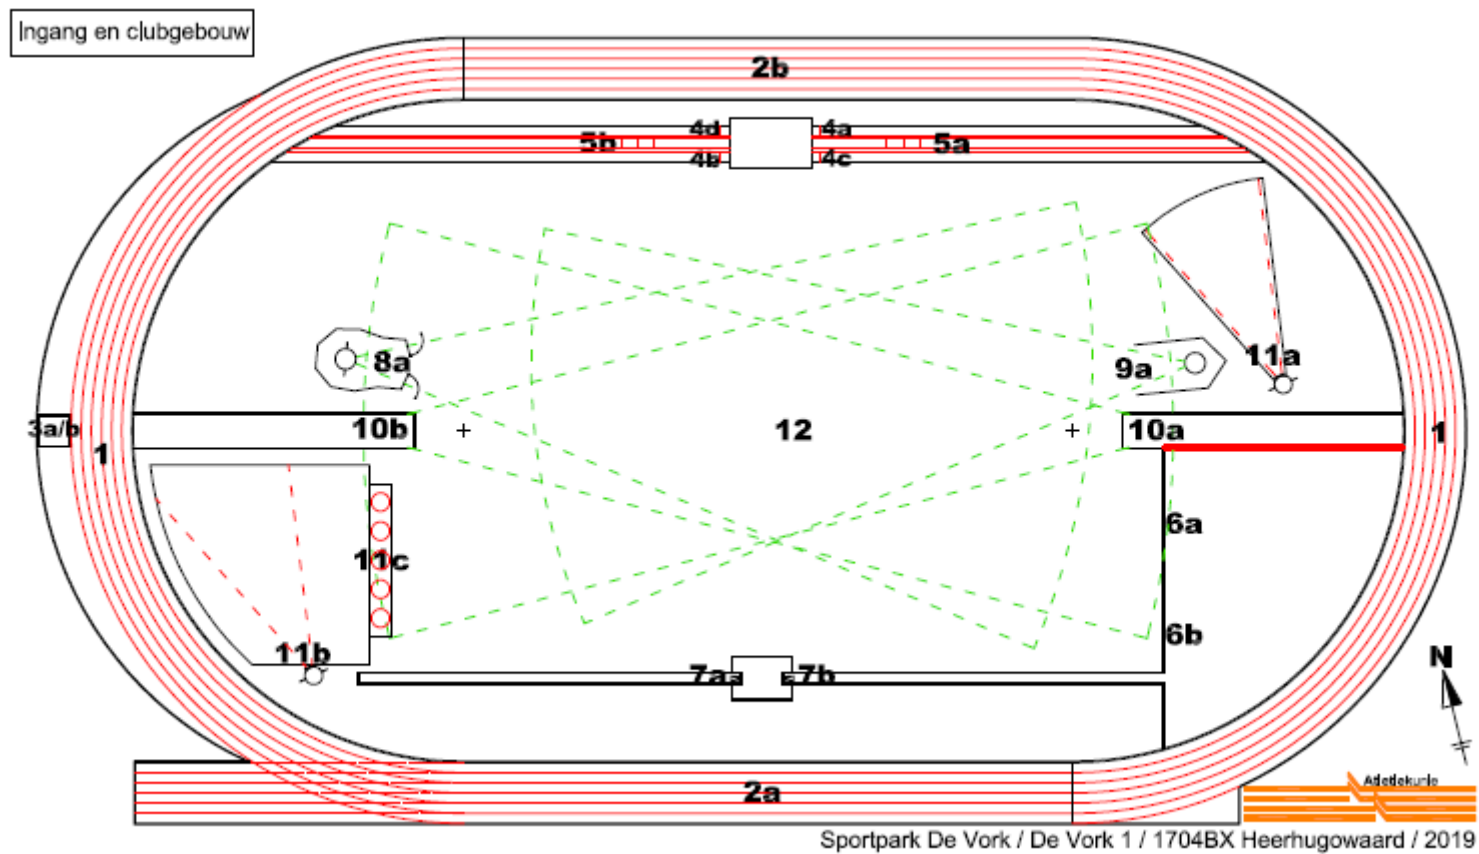 Ingang en clubgebouw
2b
4d 4a
5b 5a
4b 4c
8a 9a 11a
3a/b 1 10b 12 10a 1
6a
11c
6b
11b
7a 7b
N
2a
Atletiekunie
Sportpark De Vork / De Vork 1 / 1704BX Heerhugowaard / 2019